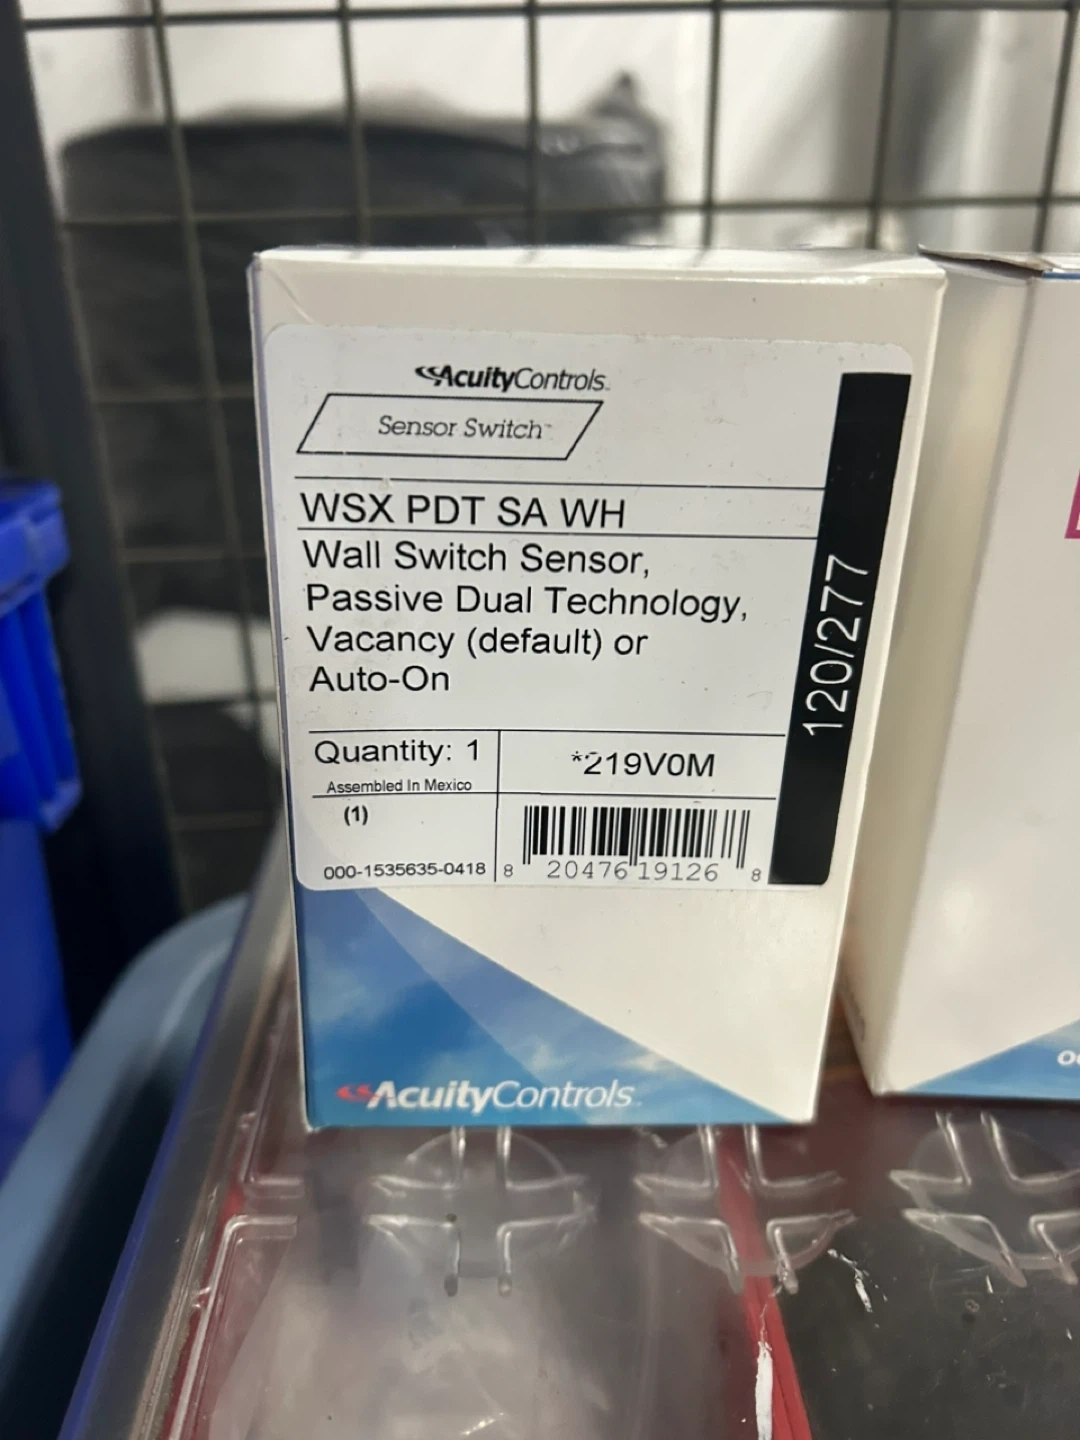 AcuityControls
Sensor Switch™
WSX PDT SA WH
Wall Switch Sensor,
Passive Dual Technology,
Vacancy (default) or
Auto-On
120/277
Quantity: 1
Assembled In Mexico
*219V0M
(1)
000-1535635-0418
8 20476 19126 8
AcuityControls